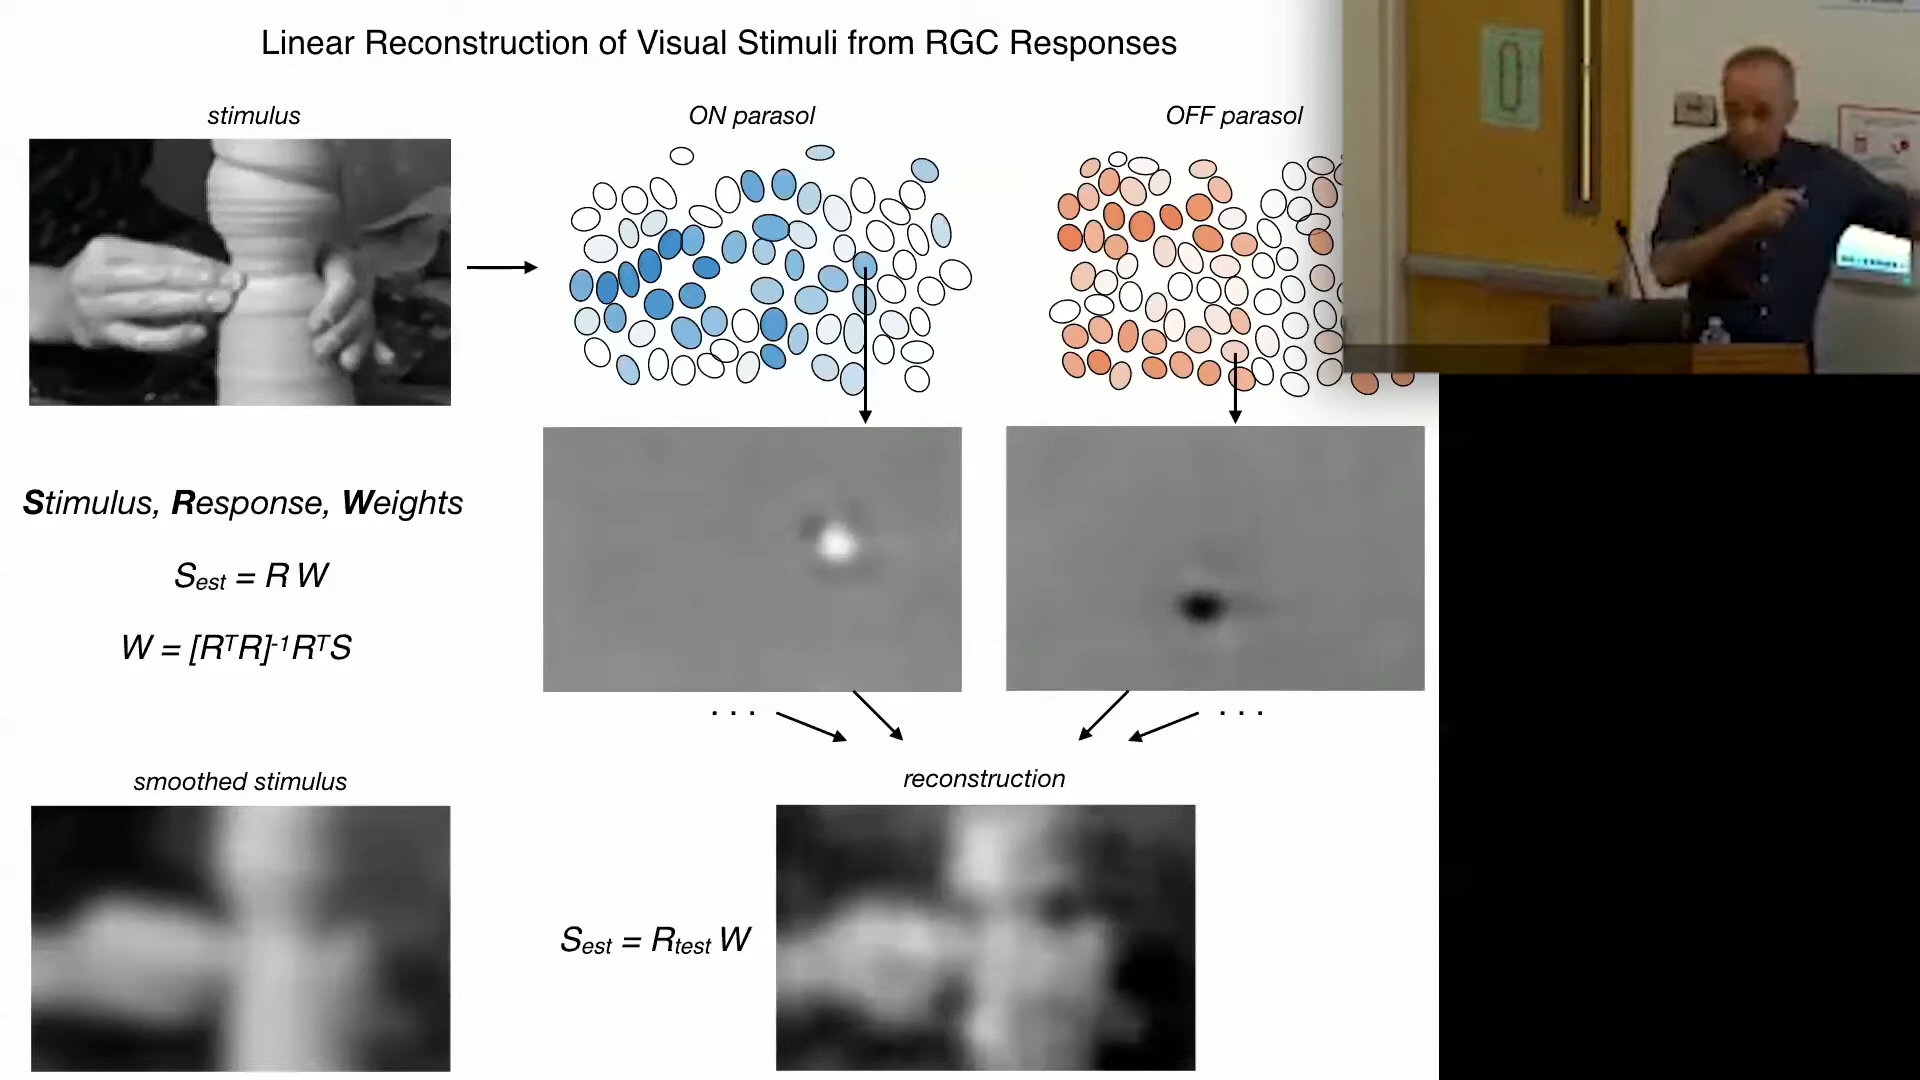 Linear Reconstruction of Visual Stimuli from RGC Responses
stimulus
ON parasol
OFF parasol
Stimulus, Response, Weights
Sest = R W
W = [RTR]-1RTS
. . .
. . .
smoothed stimulus
reconstruction
Sest = Rtest W